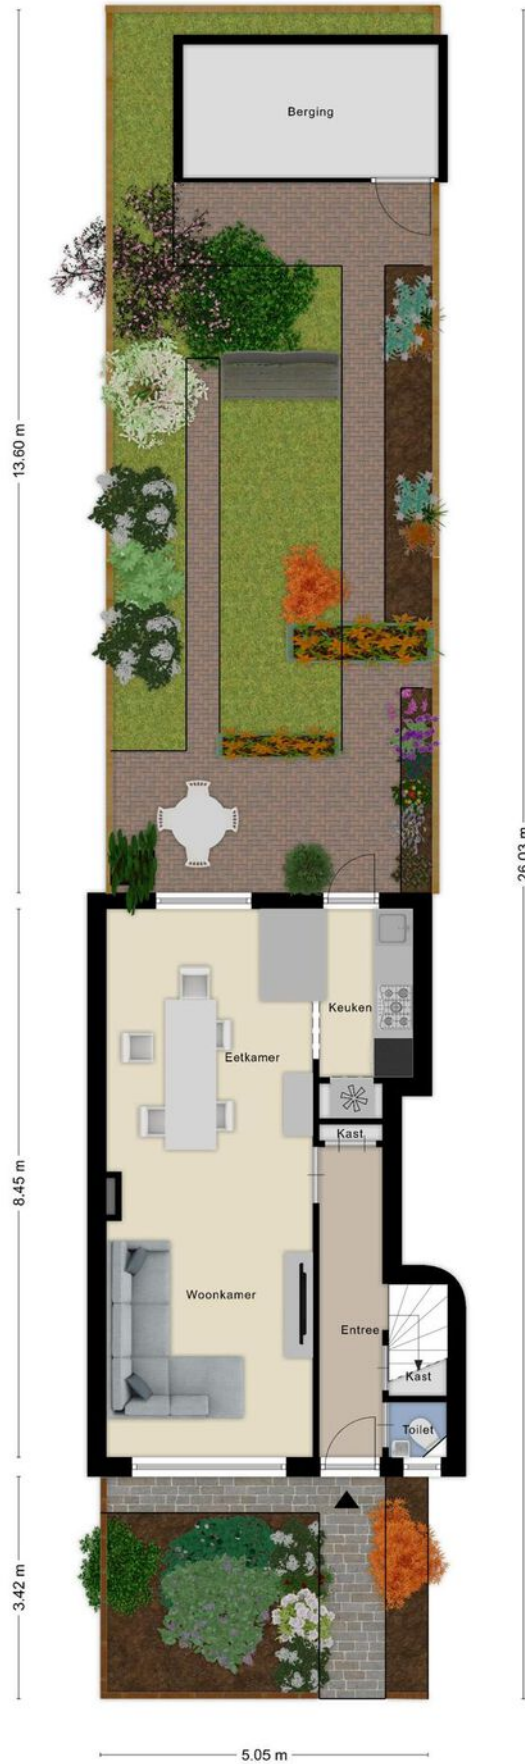 Berging
13.60 m
26.03 m
Keuken
Eetkamer
Kast
8.45 m
Woonkamer
Entree
Kast
Toilet
3.42 m
5.05 m